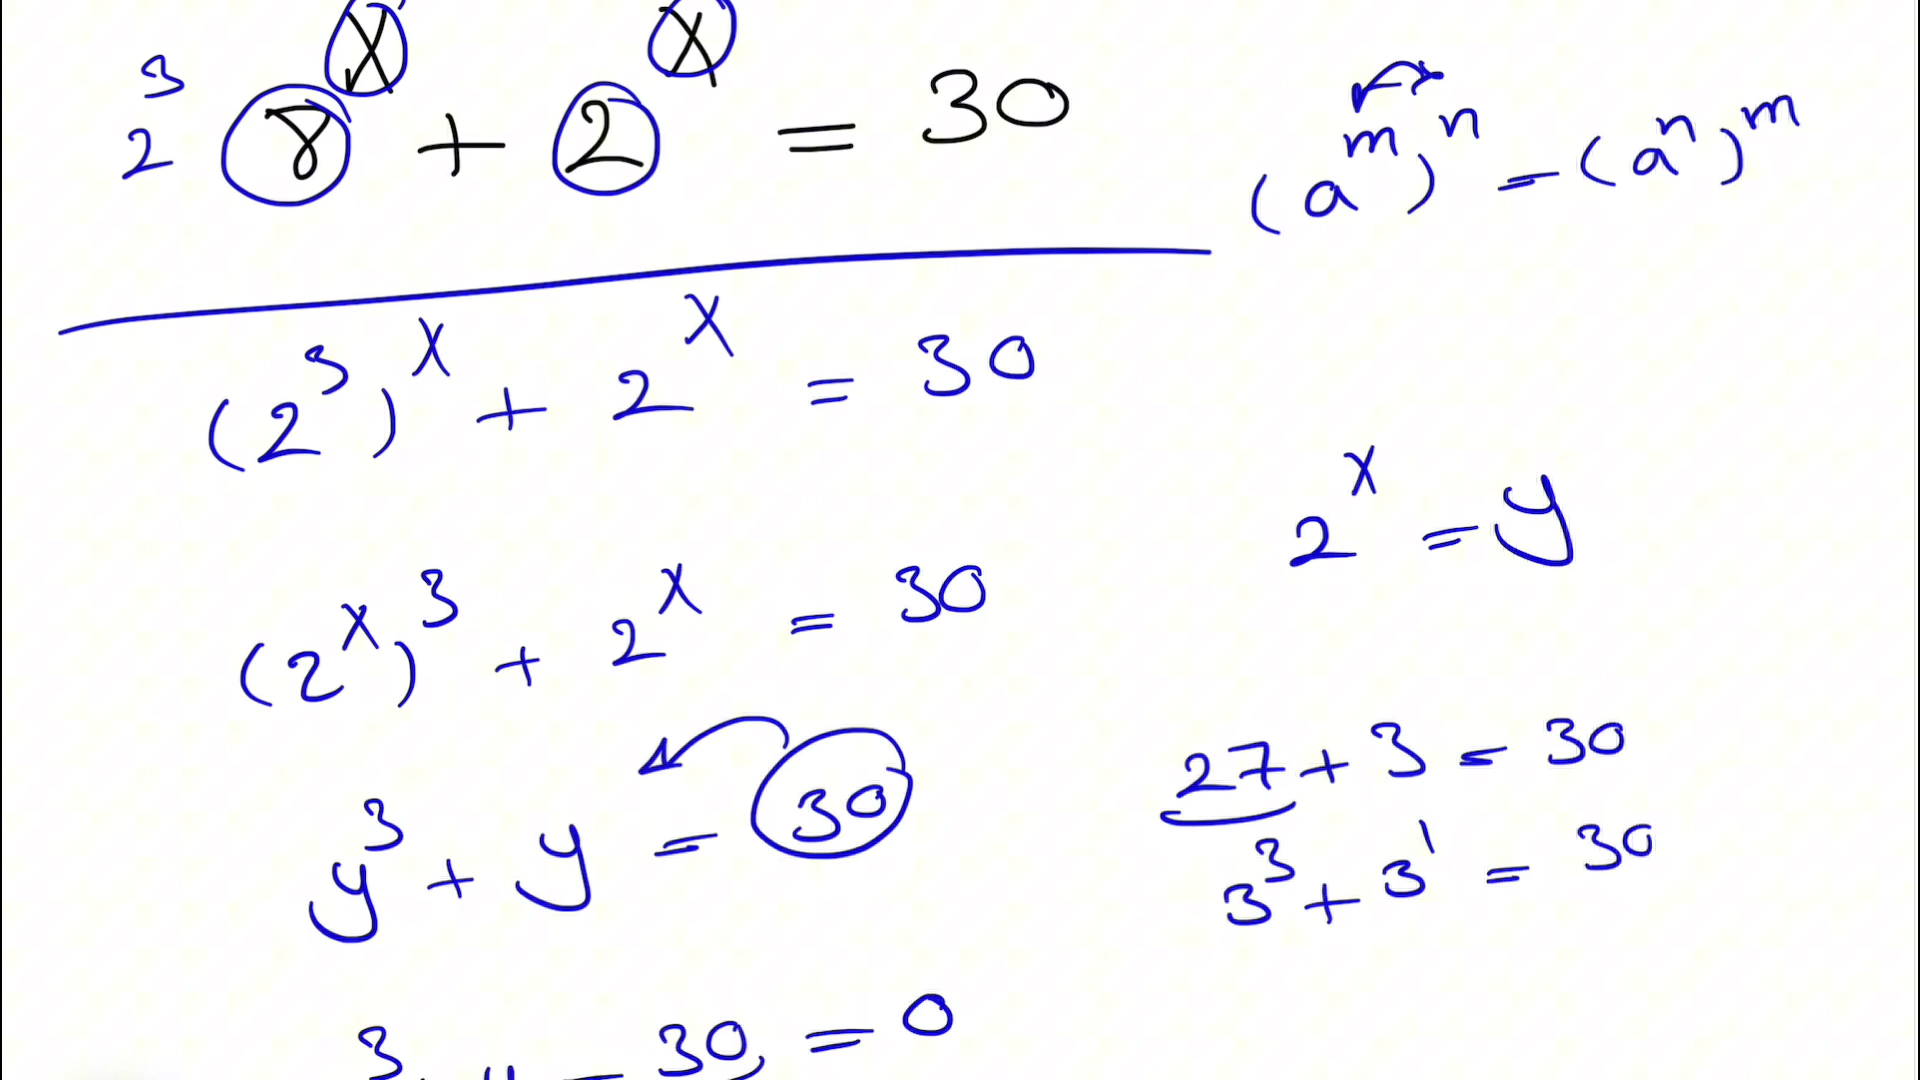 3
2 8^x + 2^x = 30
(a^m)^n = (a^n)^m
(2^3)^x + 2^x = 30
2^x = y
(2^x)^3 + 2^x = 30
27 + 3 = 30
y^3 + y = 30
3^3 + 3^1 = 30
3 y - 30 = 0